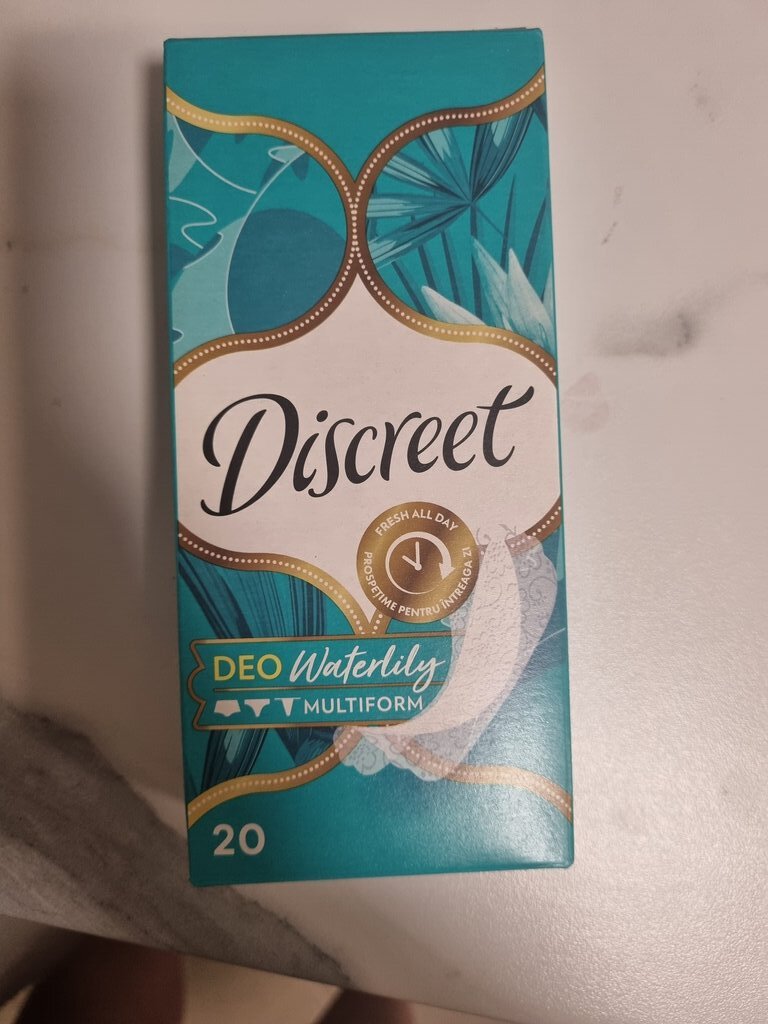 Discreet
FRESH ALL DAY
PROSPEȚIME PENTRU ÎNTREAGA ZI
DEO Waterlily
MULTIFORM
20